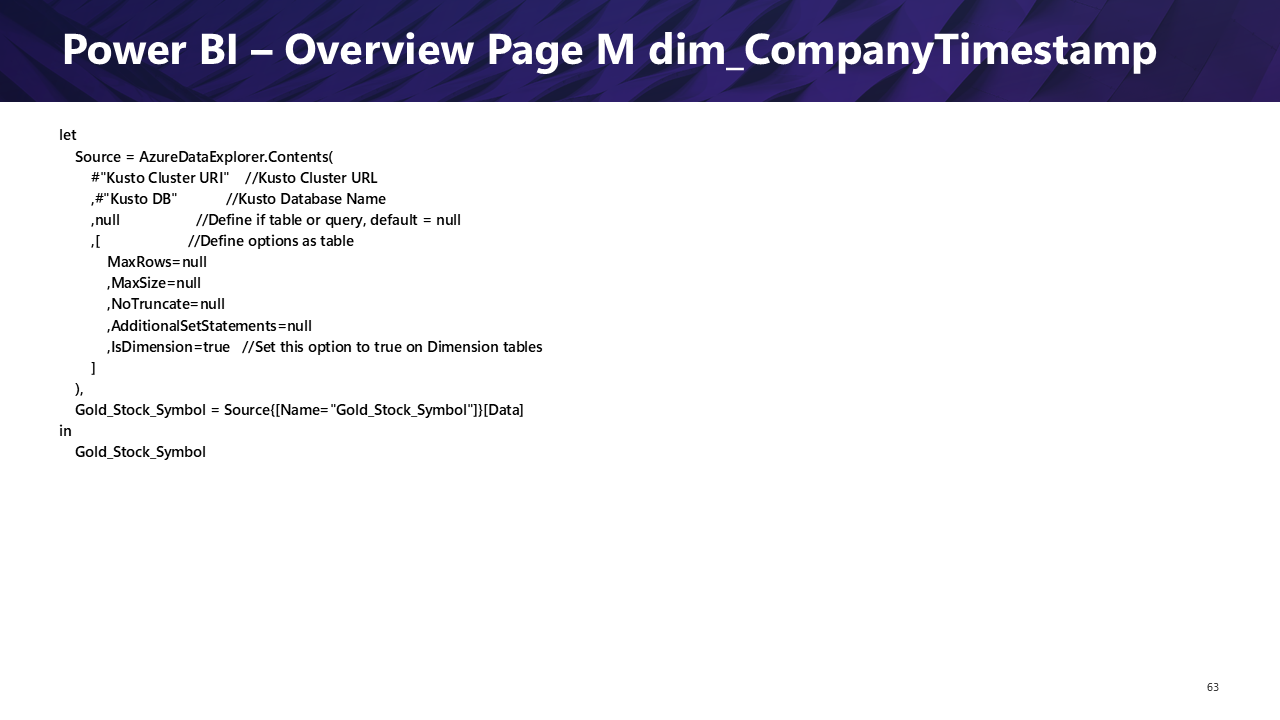 Power BI – Overview Page M dim_CompanyTimestamp
let
    Source = AzureDataExplorer.Contents(
        #"Kusto Cluster URI"    //Kusto Cluster URL
        ,#"Kusto DB"            //Kusto Database Name
        ,null                   //Define if table or query, default = null
        ,[                      //Define options as table
            MaxRows=null
            ,MaxSize=null
            ,NoTruncate=null
            ,AdditionalSetStatements=null
            ,IsDimension=true   //Set this option to true on Dimension tables
        ]
    ),
    Gold_Stock_Symbol = Source{[Name="Gold_Stock_Symbol"]}[Data]
in
    Gold_Stock_Symbol
63